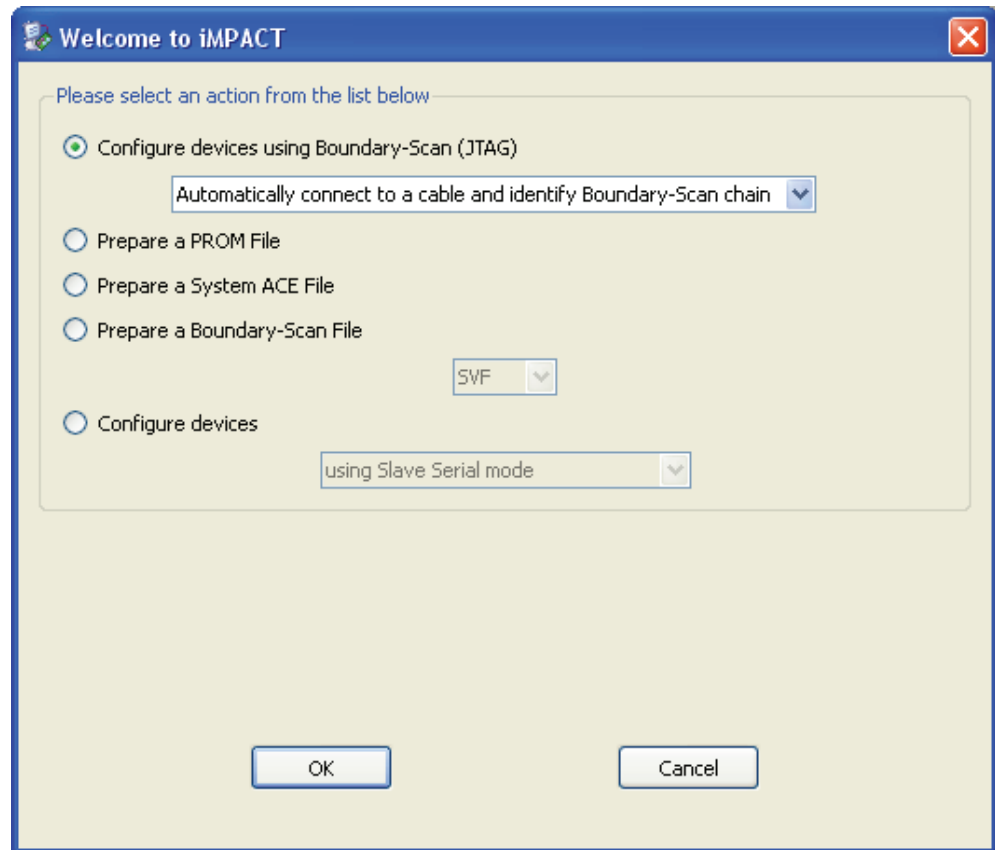 Welcome to iMPACT
Please select an action from the list below
Configure devices using Boundary-Scan (JTAG)
Automatically connect to a cable and identify Boundary-Scan chain
Prepare a PROM File
Prepare a System ACE File
Prepare a Boundary-Scan File
SVF
Configure devices
using Slave Serial mode
OK
Cancel